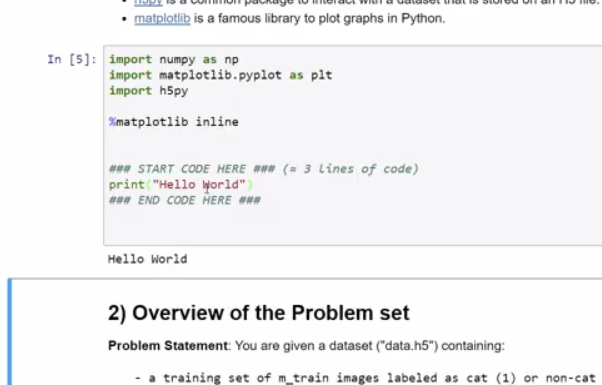 h5py is a common package to interact with a dataset that is stored on an H5 file.
matplotlib is a famous library to plot graphs in Python.
In [5]:
import numpy as np
import matplotlib.pyplot as plt
import h5py
%matplotlib inline
### START CODE HERE ### (≈ 3 lines of code)
print("Hello World")
### END CODE HERE ###
Hello World
2) Overview of the Problem set
Problem Statement: You are given a dataset ("data.h5") containing:
- a training set of m_train images labeled as cat (1) or non-cat